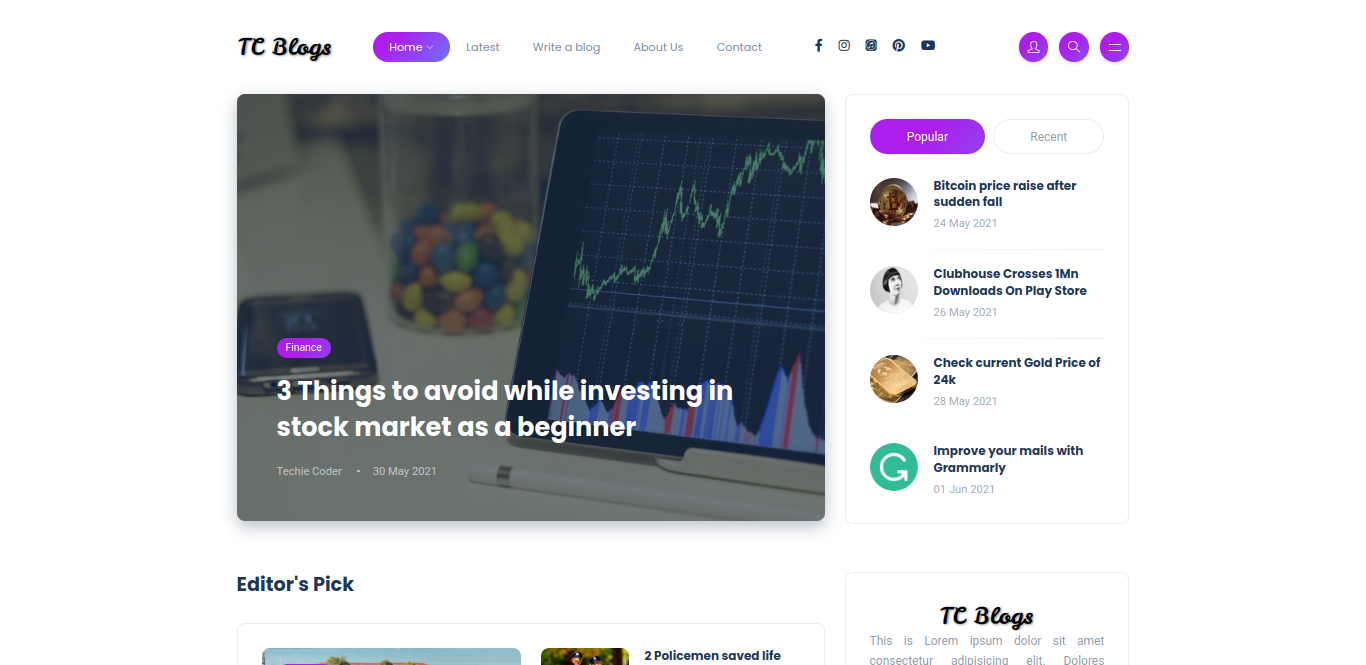 TC Blogs
Home
Latest
Write a blog
About Us
Contact
Finance
3 Things to avoid while investing in
stock market as a beginner
Techie Coder • 30 May 2021
Popular
Recent
Bitcoin price raise after
sudden fall
24 May 2021
Clubhouse Crosses 1Mn
Downloads On Play Store
26 May 2021
Check current Gold Price of
24k
28 May 2021
Improve your mails with
Grammarly
01 Jun 2021
Editor's Pick
2 Policemen saved life
TC Blogs
This is Lorem ipsum dolor sit amet
consectetur adipisicing elit. Dolores